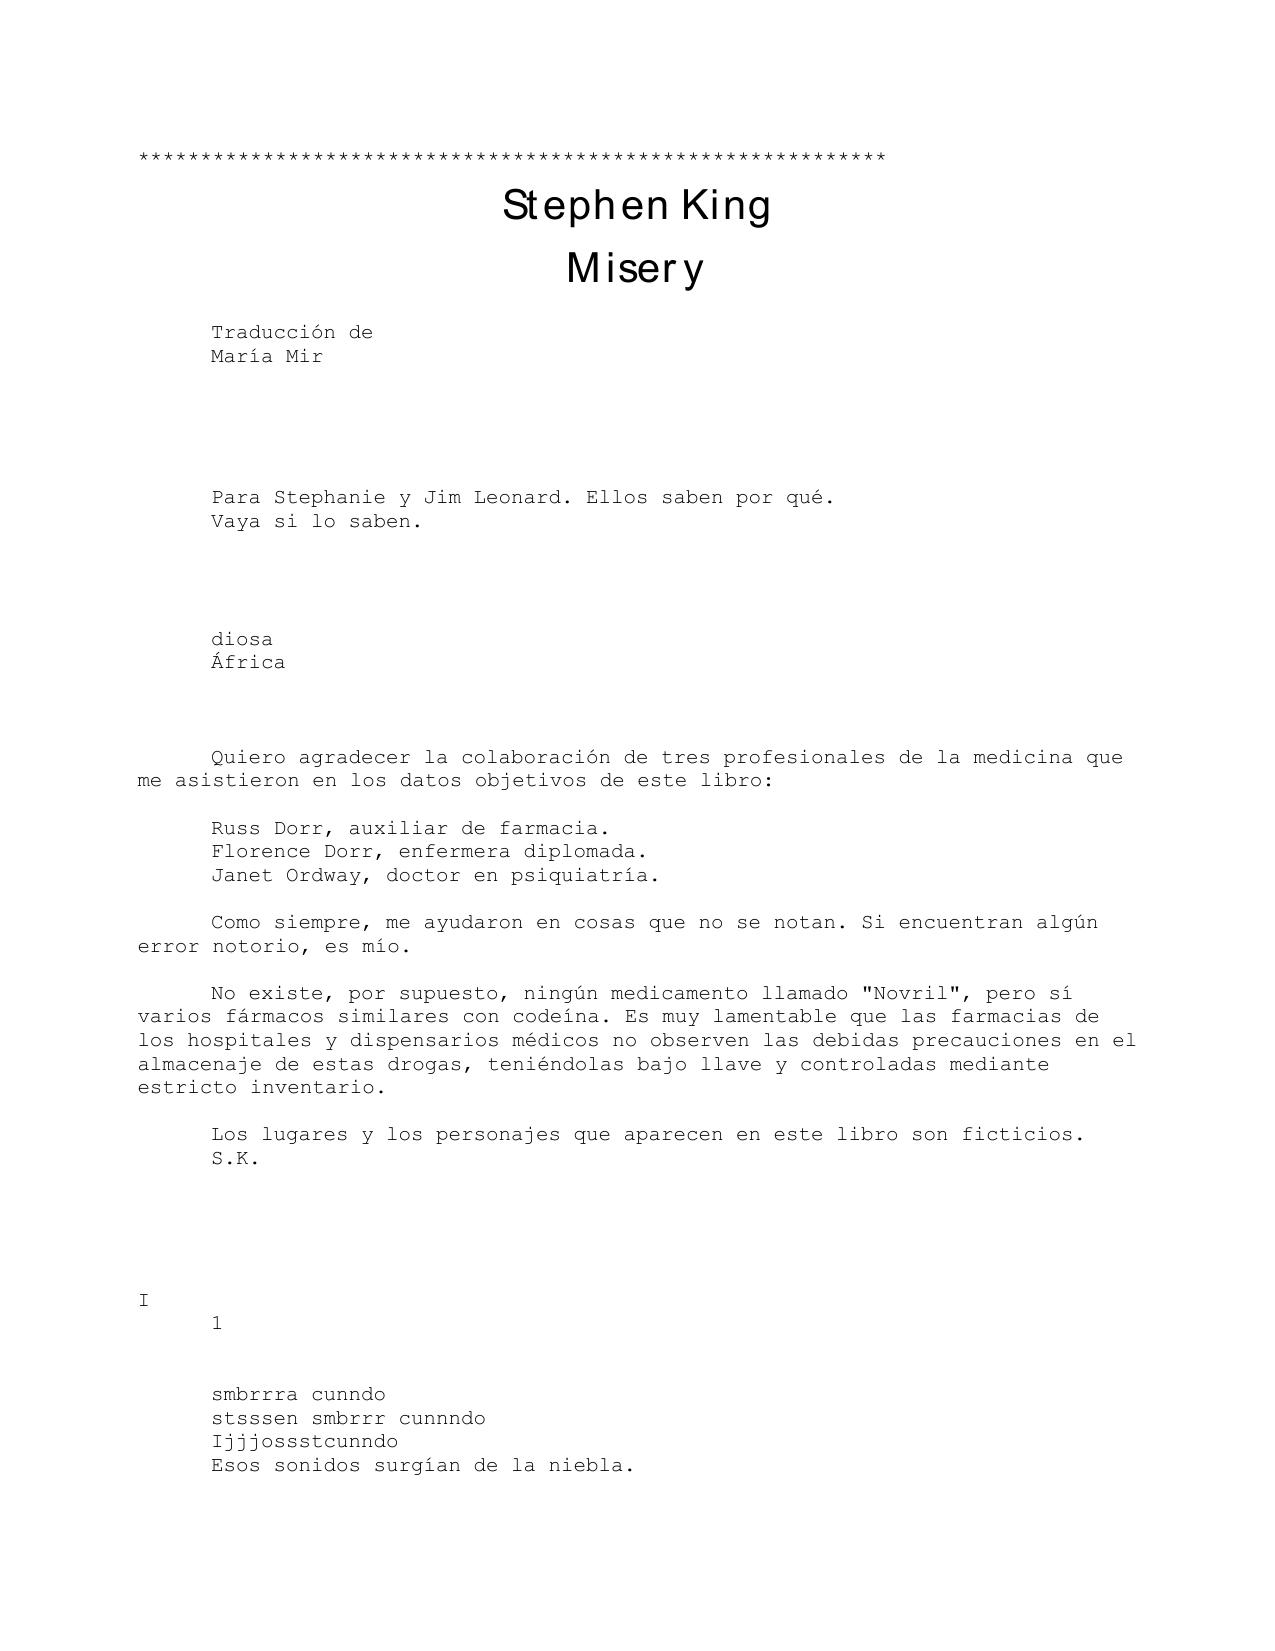 ************************************************************
Stephen King
Misery
Traducción de
María Mir
Para Stephanie y Jim Leonard. Ellos saben por qué.
Vaya si lo saben.
diosa
África
Quiero agradecer la colaboración de tres profesionales de la medicina que
me asistieron en los datos objetivos de este libro:
Russ Dorr, auxiliar de farmacia.
Florence Dorr, enfermera diplomada.
Janet Ordway, doctor en psiquiatría.
Como siempre, me ayudaron en cosas que no se notan. Si encuentran algún
error notorio, es mío.
No existe, por supuesto, ningún medicamento llamado "Novril", pero sí
varios fármacos similares con codeína. Es muy lamentable que las farmacias de
los hospitales y dispensarios médicos no observen las debidas precauciones en el
almacenaje de estas drogas, teniéndolas bajo llave y controladas mediante
estricto inventario.
Los lugares y los personajes que aparecen en este libro son ficticios.
S.K.
I
1
smbrrra cunndo
stsssen smbrrr cunnndo
Ijjjossstcunndo
Esos sonidos surgían de la niebla.